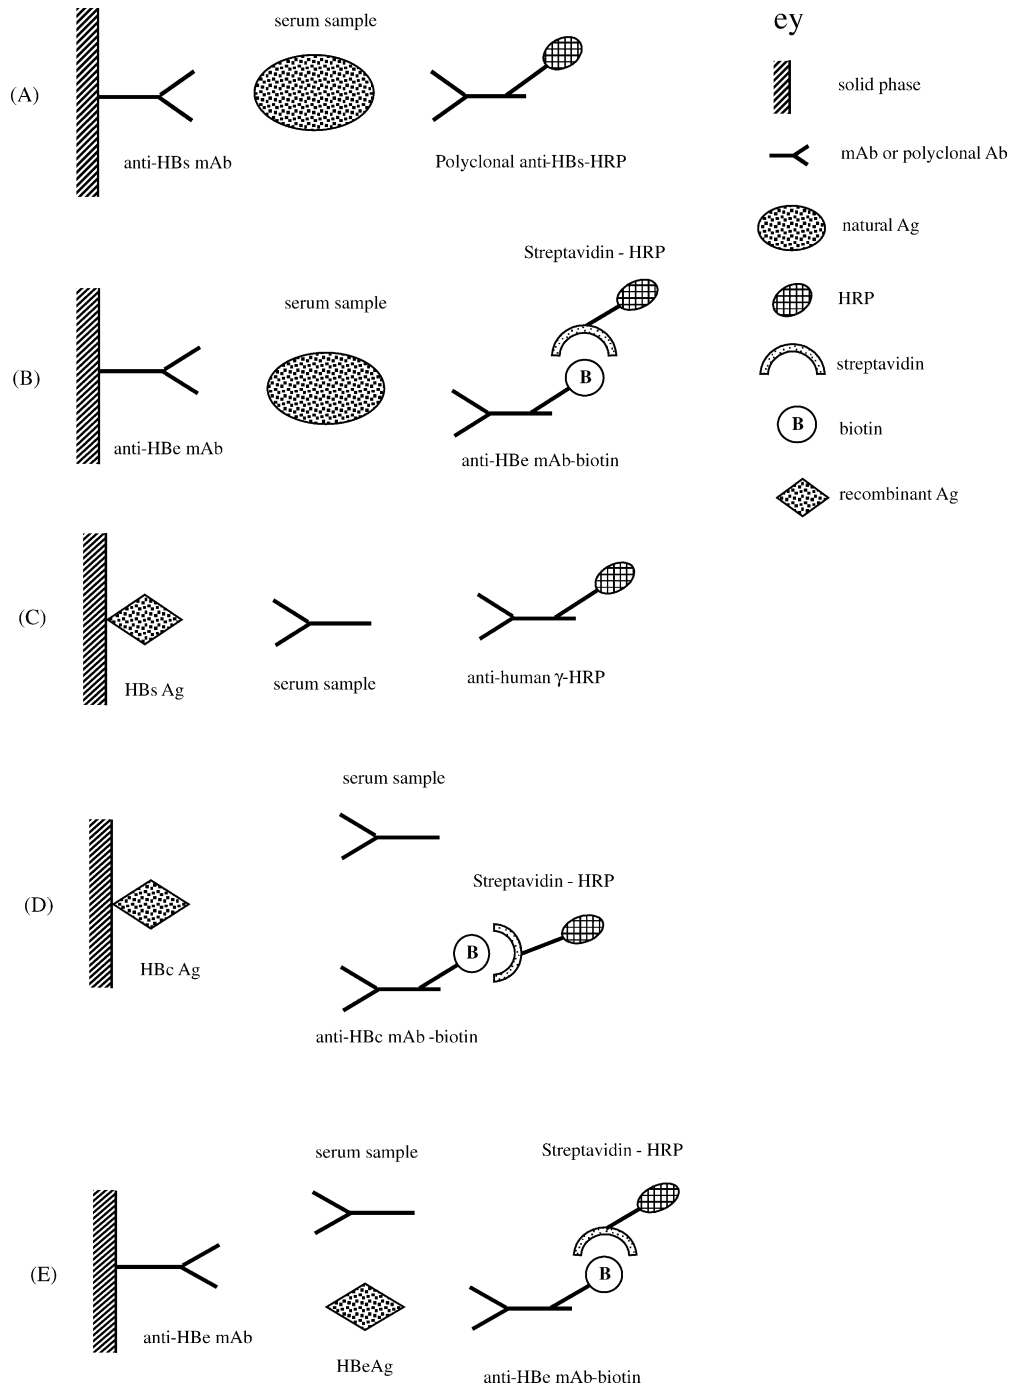 serum sample
(A)
anti-HBs mAb
Polyclonal anti-HBs-HRP
ey
solid phase
mAb or polyclonal Ab
natural Ag
HRP
streptavidin
B
biotin
recombinant Ag
Streptavidin - HRP
serum sample
(B)
B
anti-HBe mAb
anti-HBe mAb-biotin
(C)
HBs Ag
serum sample
anti-human γ-HRP
serum sample
Streptavidin - HRP
(D)
B
HBc Ag
anti-HBc mAb -biotin
serum sample
Streptavidin - HRP
(E)
B
anti-HBe mAb
HBeAg
anti-HBe mAb-biotin